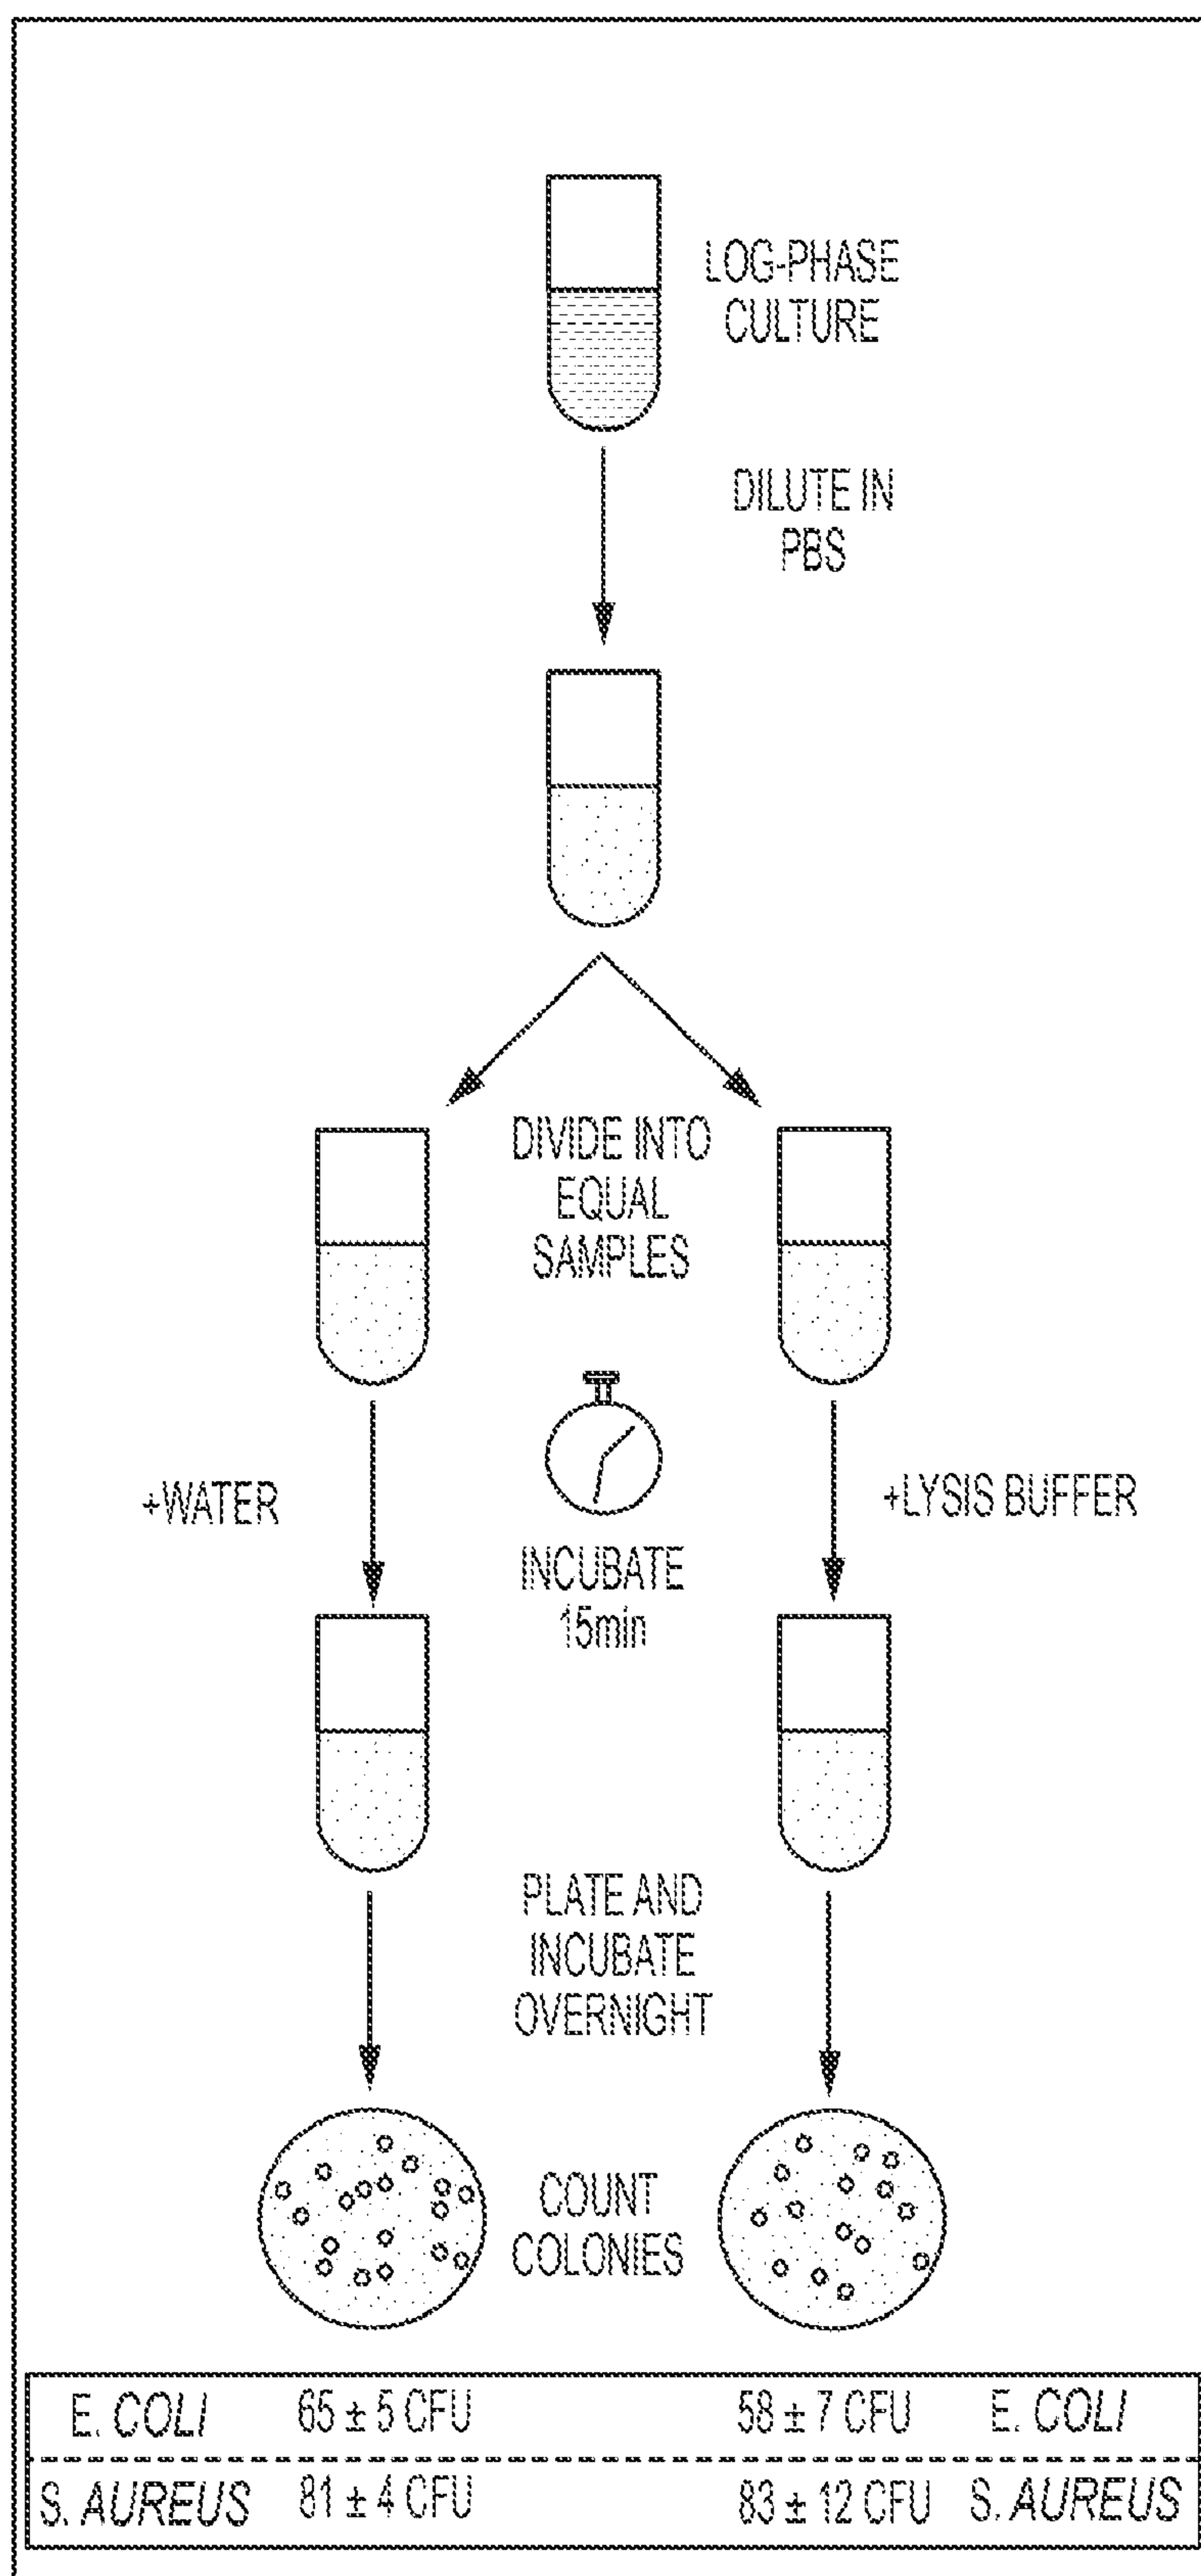 LOG-PHASE
CULTURE
DILUTE IN
PBS
DIVIDE INTO
EQUAL
SAMPLES
+WATER
+LYSIS BUFFER
INCUBATE
15min
PLATE AND
INCUBATE
OVERNIGHT
COUNT
COLONIES
E. COLI 65 ± 5 CFU 58 ± 7 CFU E. COLI
S. AUREUS 81 ± 4 CFU 83 ± 12 CFU S. AUREUS